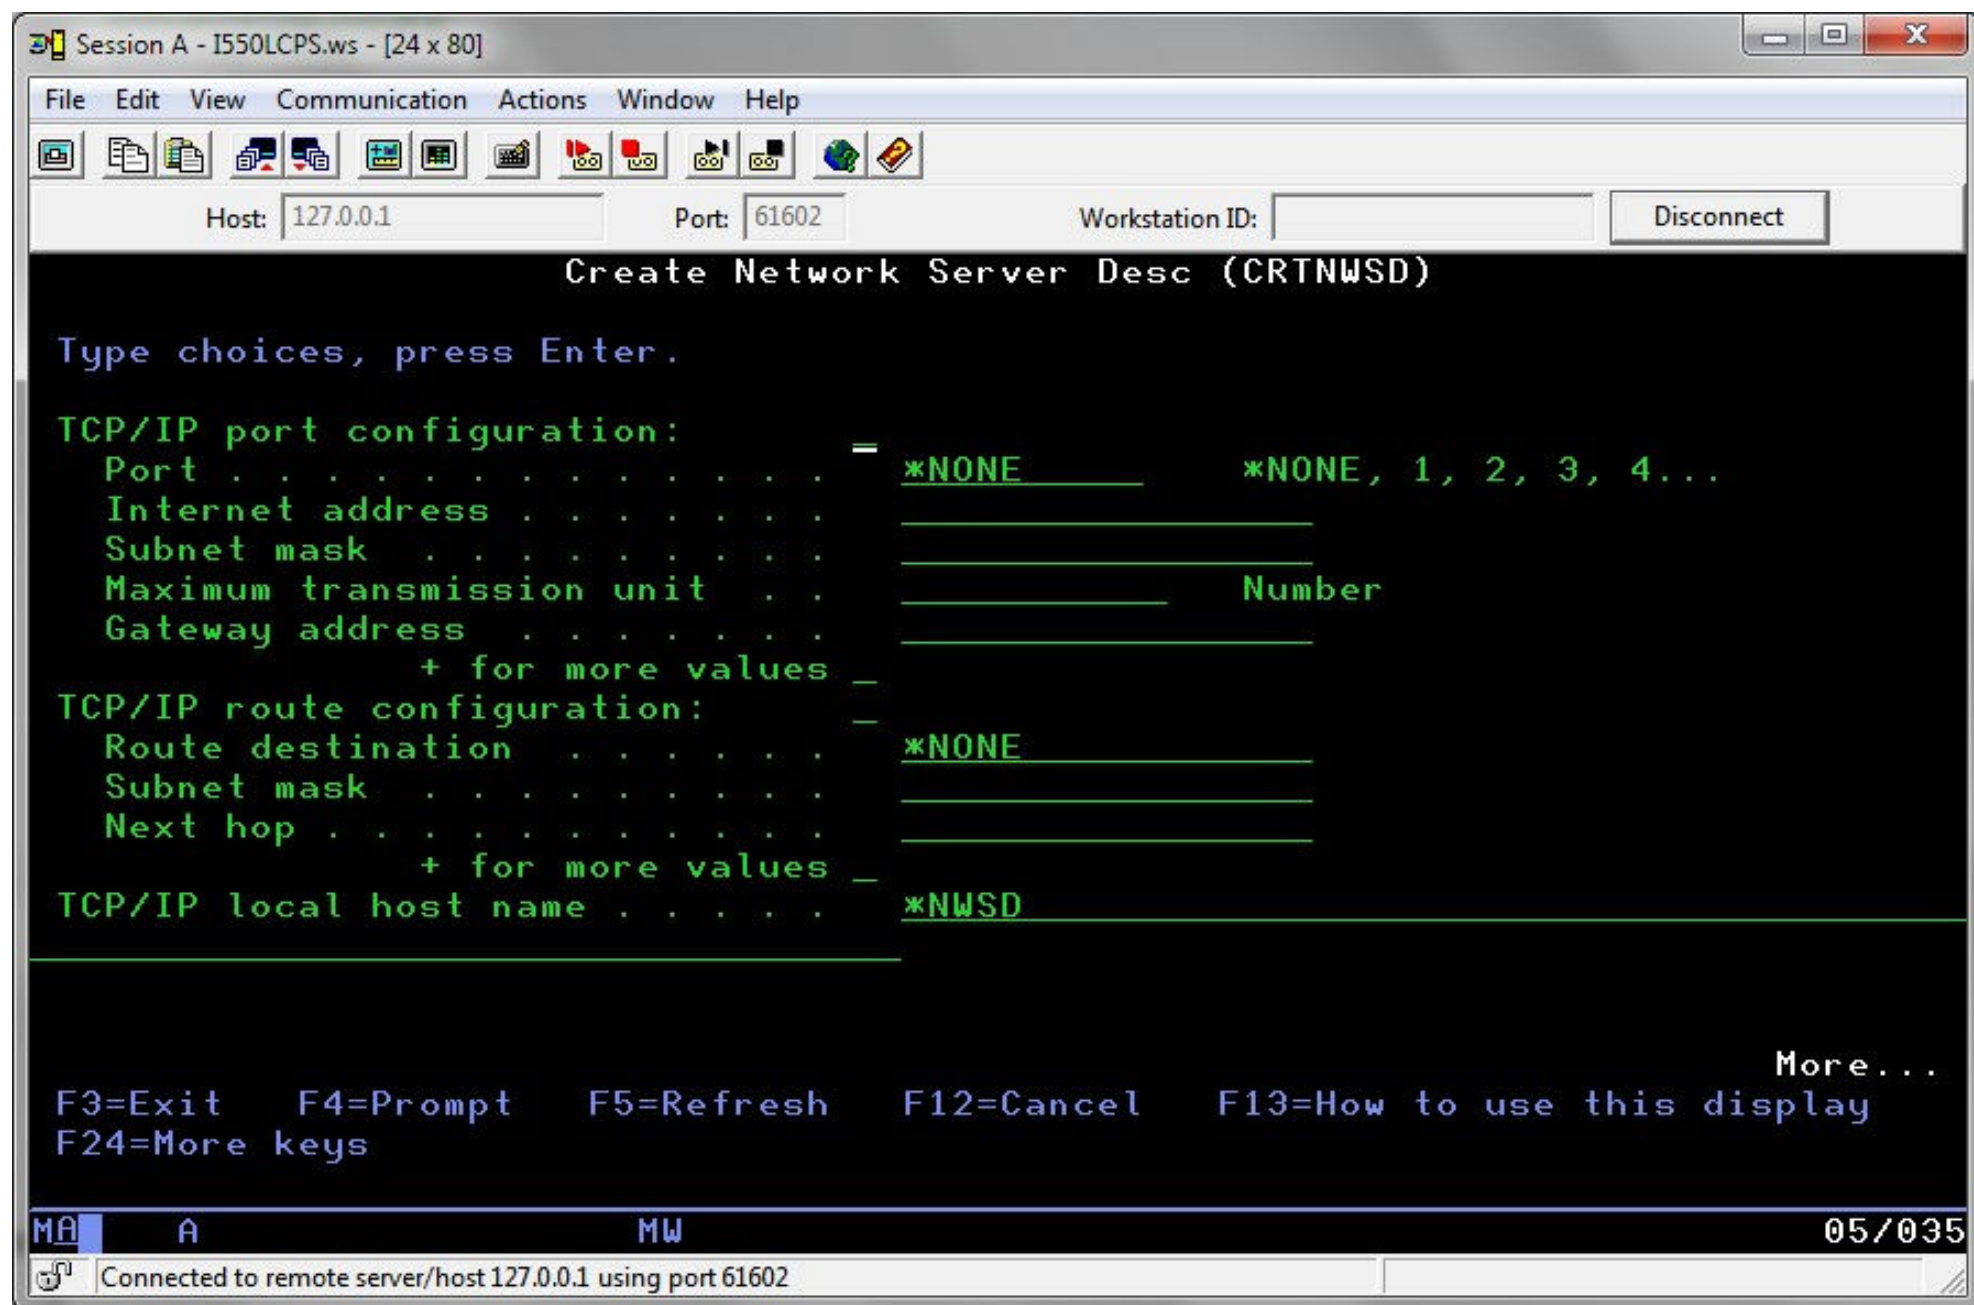 Session A - I550LCPS.ws - [24 x 80]
File Edit View Communication Actions Window Help
Host: 127.0.0.1 Port: 61602 Workstation ID: Disconnect
Create Network Server Desc (CRTNWSD)
Type choices, press Enter.
TCP/IP port configuration: _
Port . . . . . . . . . . . . . *NONE *NONE, 1, 2, 3, 4...
Internet address . . . . . . .
Subnet mask . . . . . . . . .
Maximum transmission unit . . Number
Gateway address . . . . . . .
+ for more values _
TCP/IP route configuration: _
Route destination . . . . . . *NONE
Subnet mask . . . . . . . . .
Next hop . . . . . . . . . . .
+ for more values _
TCP/IP local host name . . . . . *NWSD
More...
F3=Exit F4=Prompt F5=Refresh F12=Cancel F13=How to use this display
F24=More keys
MA A MW 05/035
Connected to remote server/host 127.0.0.1 using port 61602